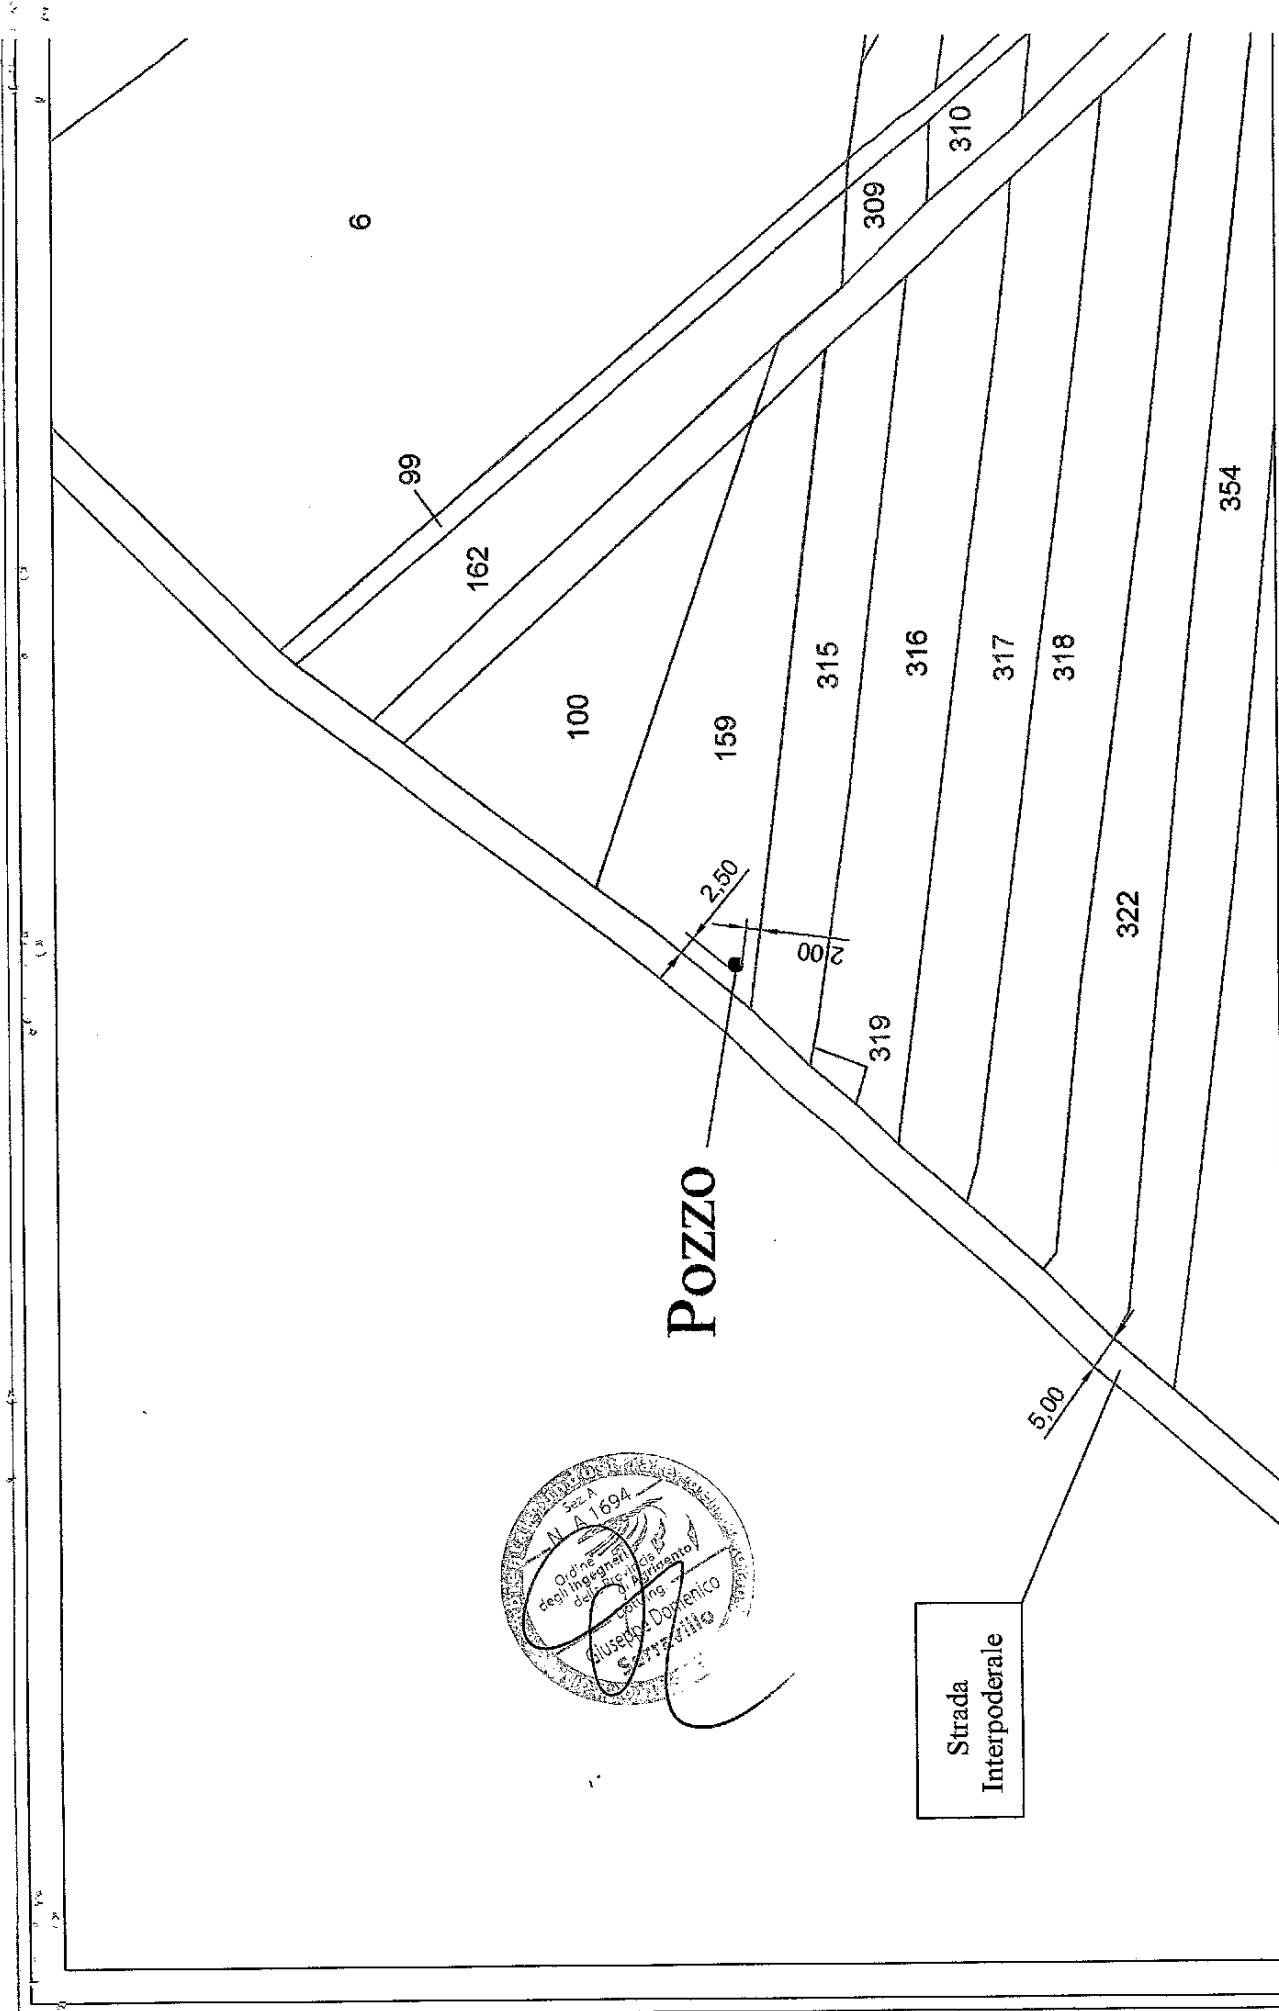 6
99
162
309
310
100
159
315
316
317
318
354
322
319
2,50
2,00
Pozzo
5,00
Strada
Interpoderale
Sez. A
N. A 1694
Ordine
degli Ingegneri
della Provincia
di Agrigento
Dott. Ing.
Giuseppe Domenico